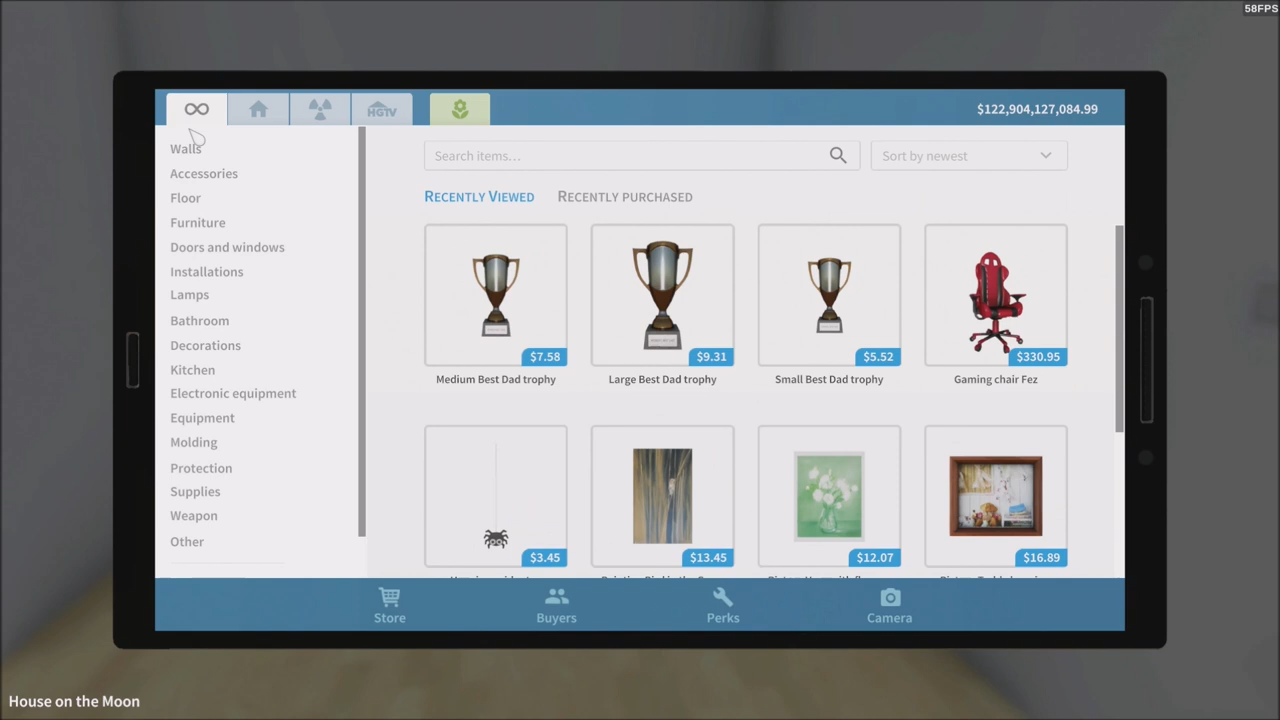 58FPS
HGTV
$122,904,127,084.99
Walls
Accessories
Floor
Furniture
Doors and windows
Installations
Lamps
Bathroom
Decorations
Kitchen
Electronic equipment
Equipment
Molding
Protection
Supplies
Weapon
Other
Search items...
Sort by newest
RECENTLY VIEWED
RECENTLY PURCHASED
$7.58
$9.31
$5.52
$330.95
Medium Best Dad trophy
Large Best Dad trophy
Small Best Dad trophy
Gaming chair Fez
$3.45
$13.45
$12.07
$16.89
Store
Buyers
Perks
Camera
House on the Moon